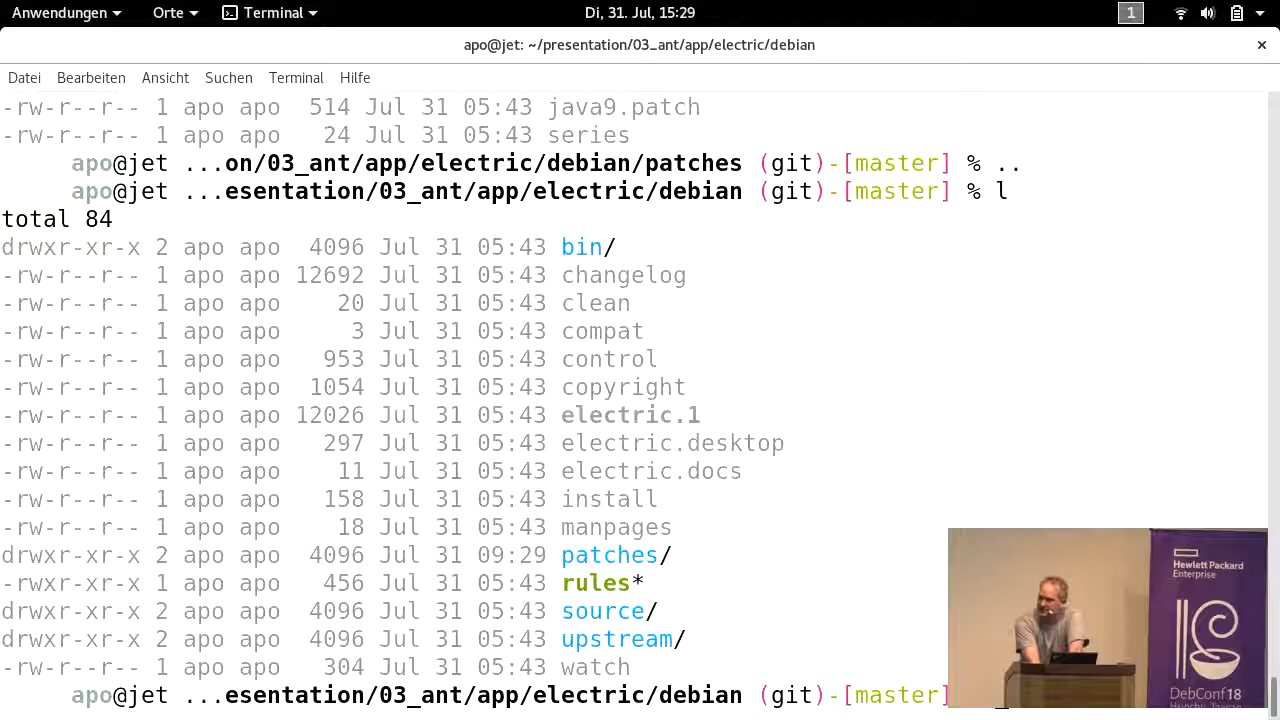 Anwendungen Orte Terminal Di, 31. Jul, 15:29 1
apo@jet: ~/presentation/03_ant/app/electric/debian ×
Datei Bearbeiten Ansicht Suchen Terminal Hilfe
-rw-r--r-- 1 apo apo 514 Jul 31 05:43 java9.patch
-rw-r--r-- 1 apo apo 24 Jul 31 05:43 series
apo@jet ...on/03_ant/app/electric/debian/patches (git)-[master] % ..
apo@jet ...esentation/03_ant/app/electric/debian (git)-[master] % l
total 84
drwxr-xr-x 2 apo apo 4096 Jul 31 05:43 bin/
-rw-r--r-- 1 apo apo 12692 Jul 31 05:43 changelog
-rw-r--r-- 1 apo apo 20 Jul 31 05:43 clean
-rw-r--r-- 1 apo apo 3 Jul 31 05:43 compat
-rw-r--r-- 1 apo apo 953 Jul 31 05:43 control
-rw-r--r-- 1 apo apo 1054 Jul 31 05:43 copyright
-rw-r--r-- 1 apo apo 12026 Jul 31 05:43 electric.1
-rw-r--r-- 1 apo apo 297 Jul 31 05:43 electric.desktop
-rw-r--r-- 1 apo apo 11 Jul 31 05:43 electric.docs
-rw-r--r-- 1 apo apo 158 Jul 31 05:43 install
-rw-r--r-- 1 apo apo 18 Jul 31 05:43 manpages
drwxr-xr-x 2 apo apo 4096 Jul 31 09:29 patches/
-rwxr-xr-x 1 apo apo 456 Jul 31 05:43 rules*
drwxr-xr-x 2 apo apo 4096 Jul 31 05:43 source/
drwxr-xr-x 2 apo apo 4096 Jul 31 05:43 upstream/
-rw-r--r-- 1 apo apo 304 Jul 31 05:43 watch
apo@jet ...esentation/03_ant/app/electric/debian (git)-[master]
Hewlett Packard
Enterprise
DebConf18
Hsinchu, Taiwan